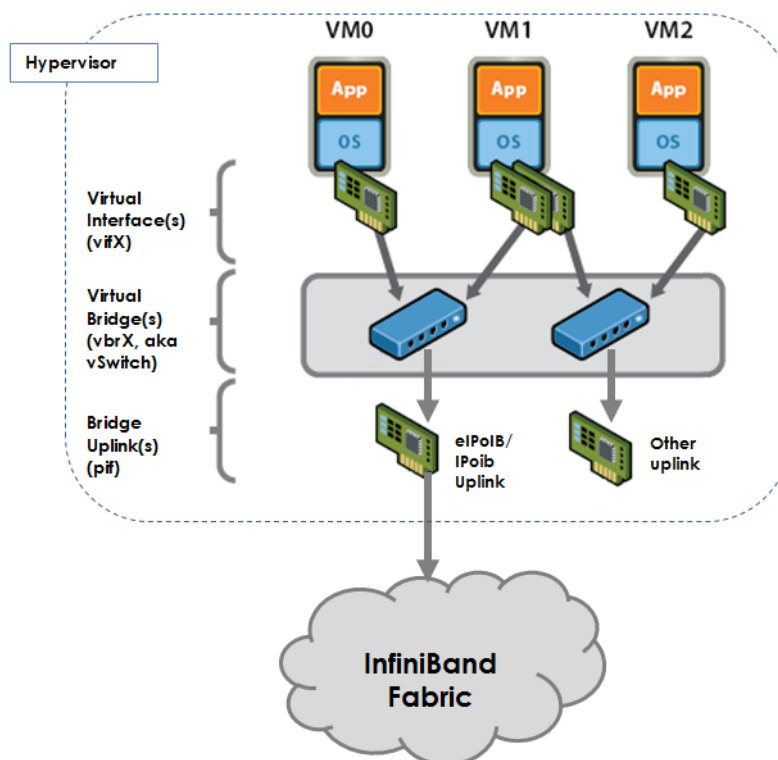 VM0
VM1
VM2
Hypervisor
App
App
App
OS
OS
OS
Virtual
Interface(s)
(vifX)
Virtual
Bridge(s)
(vbrX, aka
vSwitch)
Bridge
Uplink(s)
(pif)
eIPoIB/
IPoib
Uplink
Other
uplink
InfiniBand
Fabric